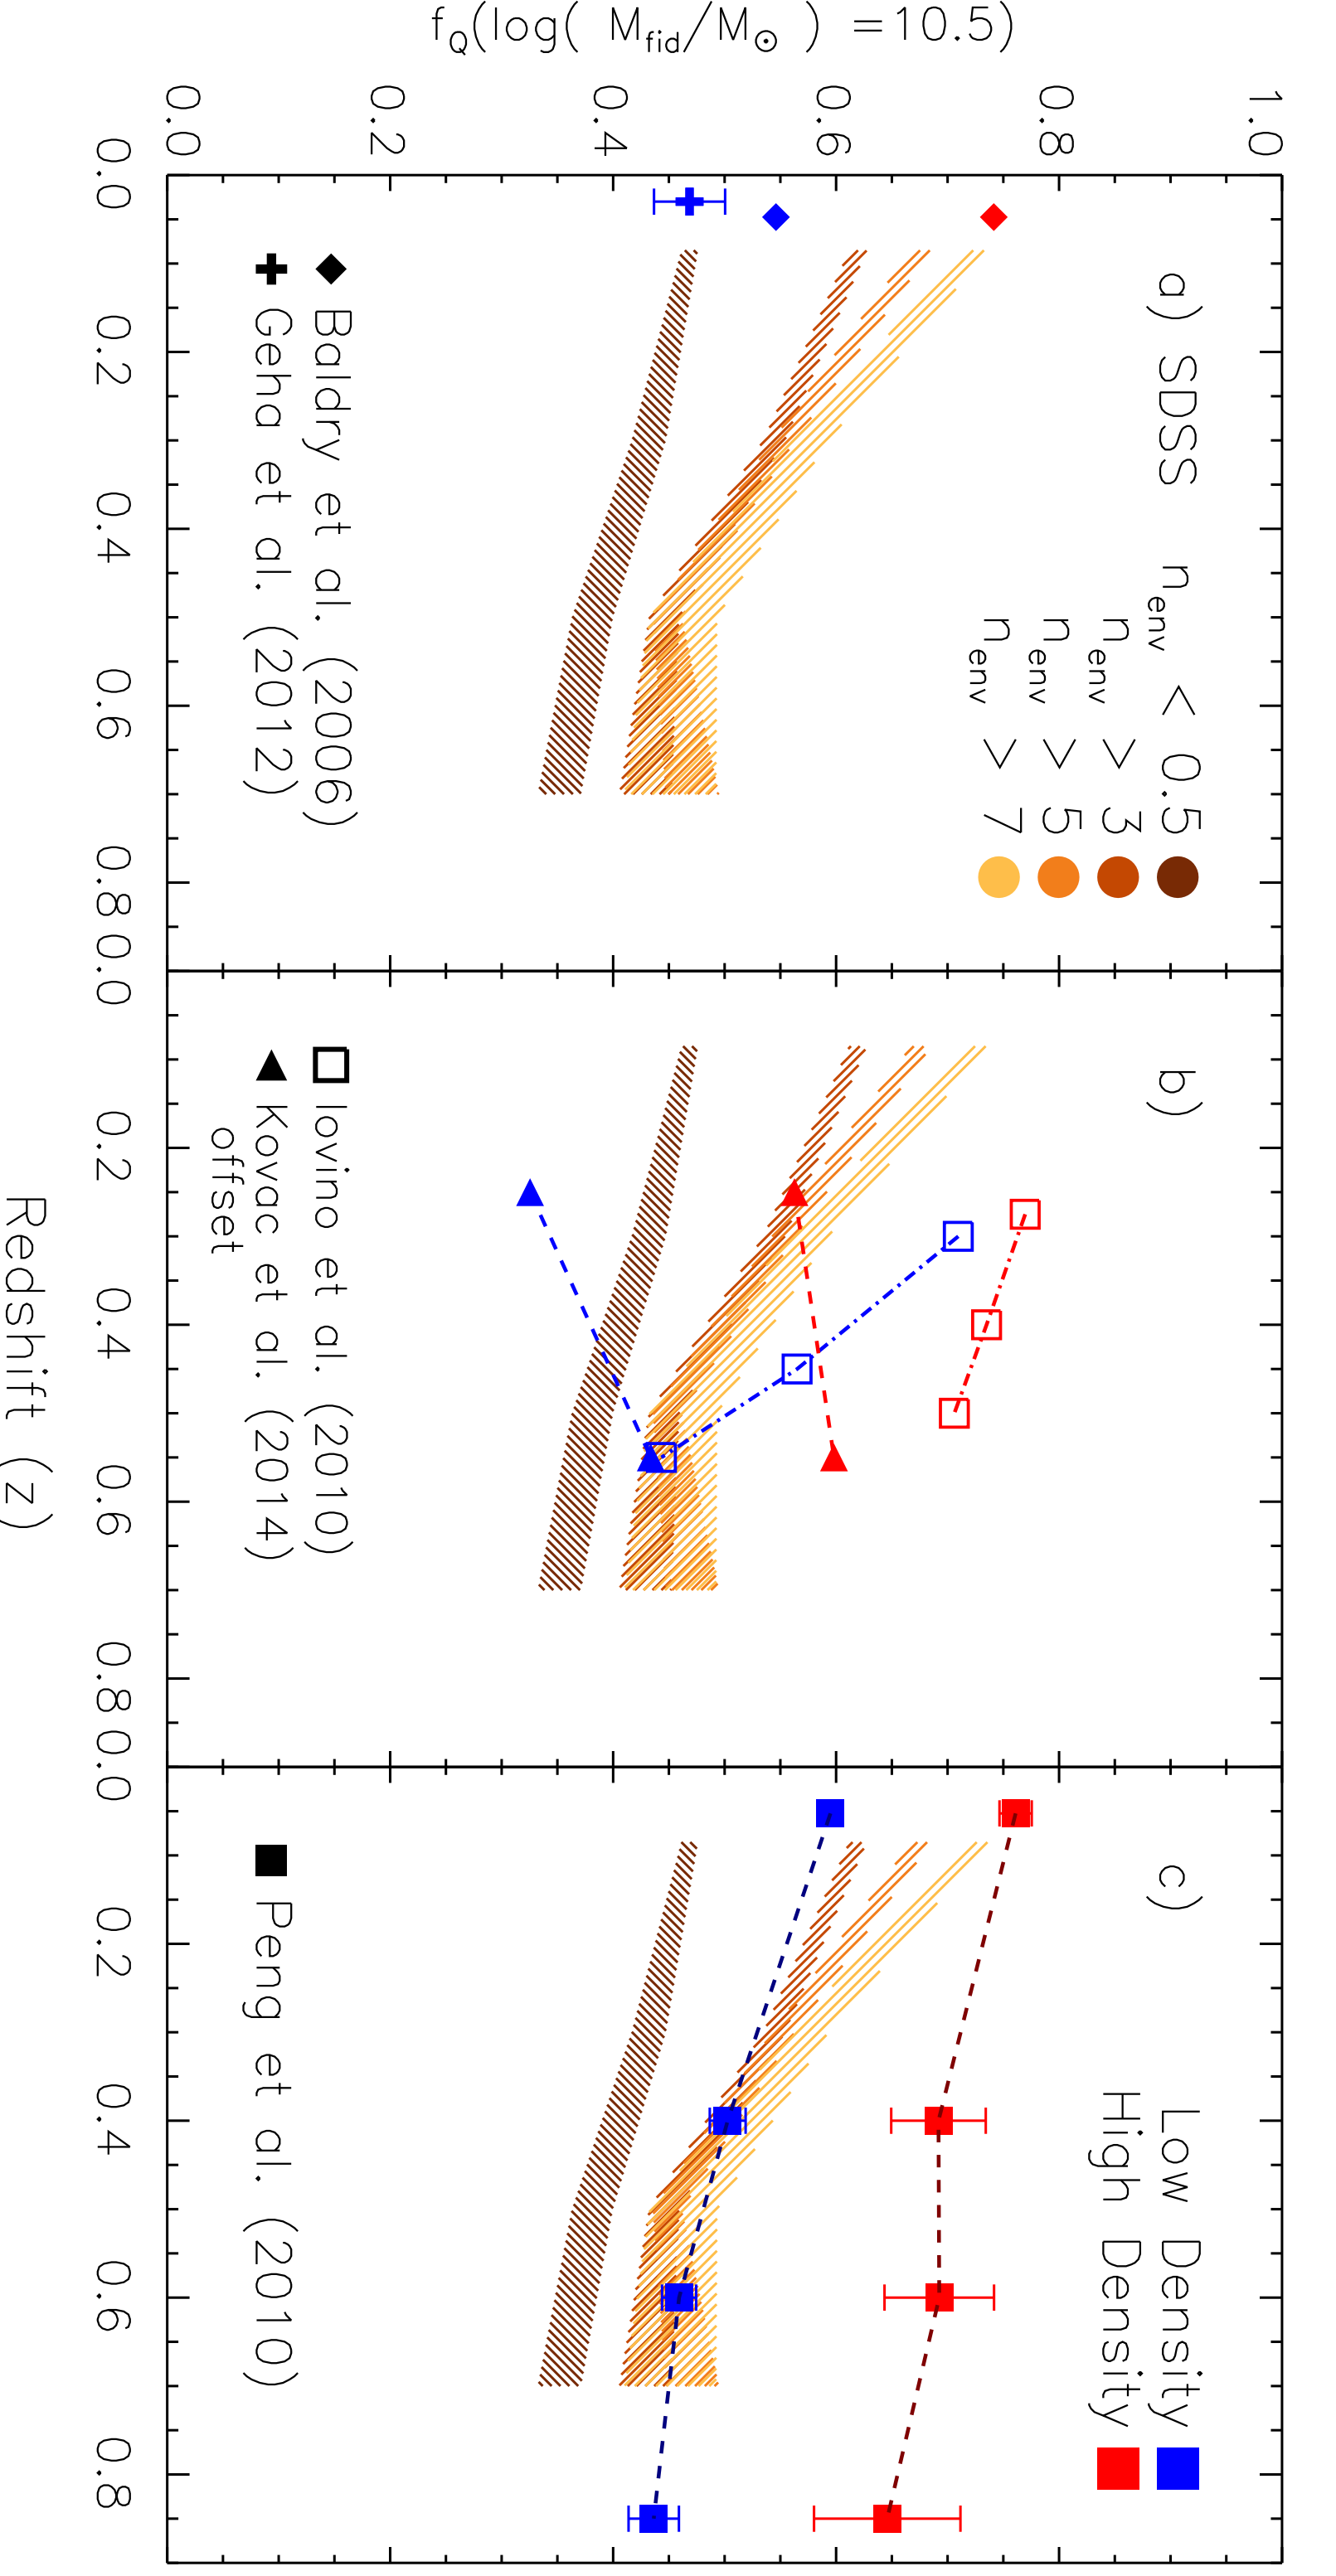 f_Q(log( M_fid/M_⊙ ) =10.5)
1.0
0.8
0.6
0.4
0.2
0.0
a) SDSS
n_env < 0.5
n_env > 3
n_env > 5
n_env > 7
Baldry et al. (2006)
Geha et al. (2012)
0.0 0.2 0.4 0.6 0.8
b)
Iovino et al. (2010)
Kovac et al. (2014)
offset
0.0 0.2 0.4 0.6 0.8
c)
Low Density
High Density
Peng et al. (2010)
0.0 0.2 0.4 0.6 0.8
Redshift (z)